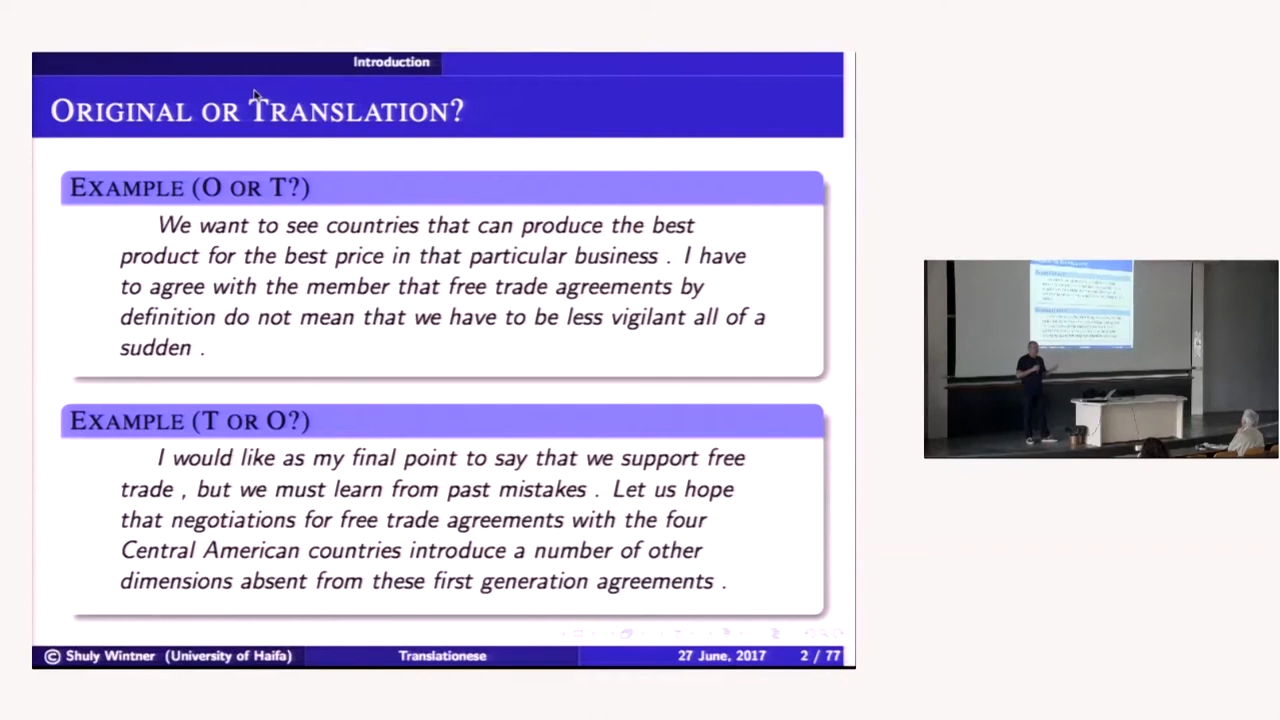 Introduction
ORIGINAL OR TRANSLATION?
EXAMPLE (O OR T?)
We want to see countries that can produce the best
product for the best price in that particular business . I have
to agree with the member that free trade agreements by
definition do not mean that we have to be less vigilant all of a
sudden .
EXAMPLE (T OR O?)
I would like as my final point to say that we support free
trade , but we must learn from past mistakes . Let us hope
that negotiations for free trade agreements with the four
Central American countries introduce a number of other
dimensions absent from these first generation agreements .
© Shuly Wintner (University of Haifa) Translationese 27 June, 2017 2 / 77